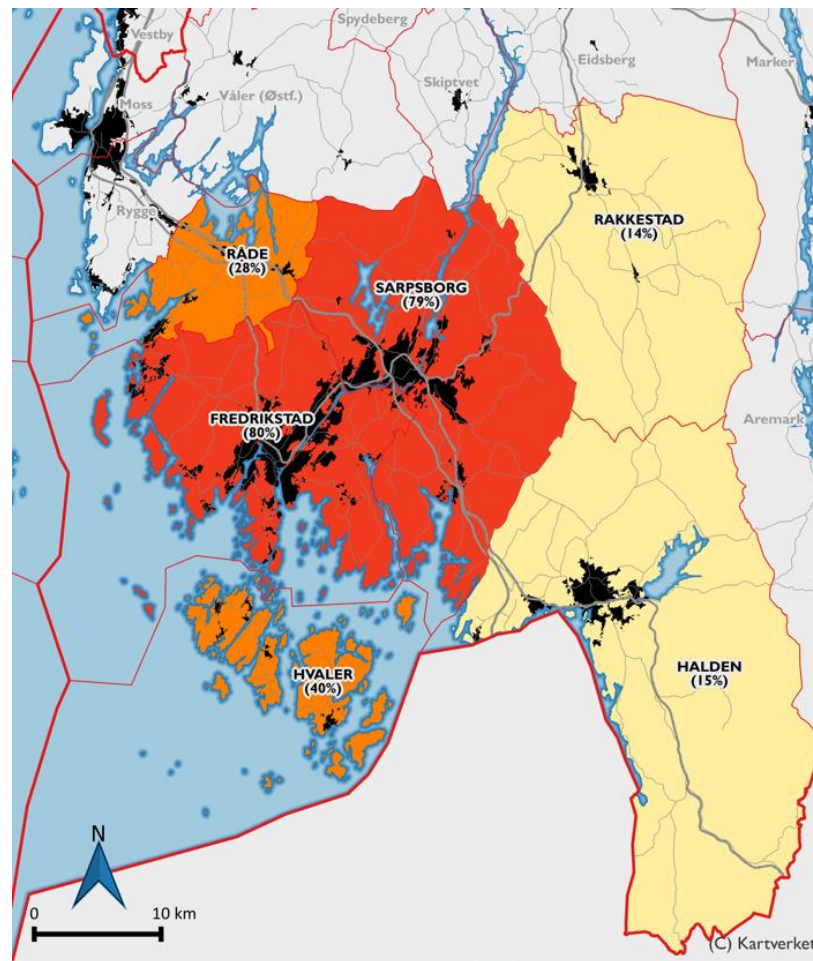 Vestby
Spydeberg
Eidsberg
Marker
Skiptvet
Moss
Våler (Østf.)
Rygge
RAKKESTAD
(14%)
RÅDE
(28%)
SARPSBORG
(79%)
Aremark
FREDRIKSTAD
(80%)
HVALER
(40%)
HALDEN
(15%)
N
0 10 km
(C) Kartverket